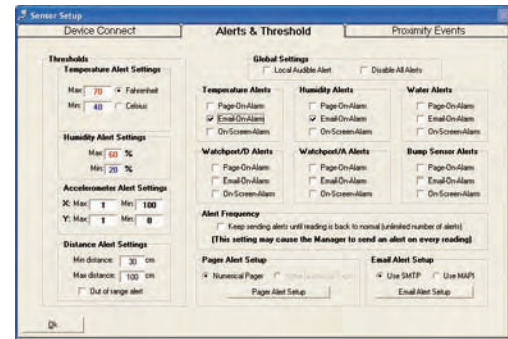 Sensor Setup
Device Connect
Alerts & Threshold
Proximity Events
Thresholds
Temperature Alert Settings
Max: 70 Fahrenheit
Min: 40 Celsius
Humidity Alert Settings
Max: 60 %
Min: 20 %
Accelerometer Alert Settings
X: Max: 1 Min: 100
Y: Max: 1 Min: 0
Distance Alert Settings
Min distance: 30 cm
Max distance: 100 cm
Out of range alert
Global Settings
Local Audible Alert Disable All Alerts
Temperature Alerts
Page-On-Alarm
Email-On-Alarm
On-Screen-Alarm
Humidity Alerts
Page-On-Alarm
Email-On-Alarm
On-Screen-Alarm
Water Alerts
Page-On-Alarm
Email-On-Alarm
On-Screen-Alarm
Watchport/D Alerts
Page-On-Alarm
Email-On-Alarm
On-Screen-Alarm
Watchport/A Alerts
Page-On-Alarm
Email-On-Alarm
On-Screen-Alarm
Bump Sensor Alerts
Page-On-Alarm
Email-On-Alarm
On-Screen-Alarm
Alert Frequency
Keep sending alerts until reading is back to normal (unlimited number of alerts)
(This setting may cause the Manager to send an alert on every reading)
Pager Alert Setup
Numerical Pager
Pager Alert Setup
Email Alert Setup
Use SMTP Use MAPI
Email Alert Setup
Ok